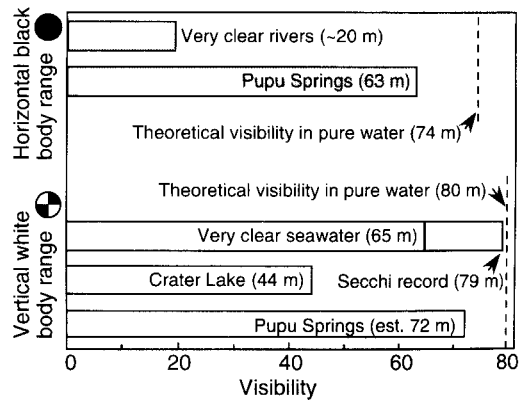 Horizontal black
body range
Very clear rivers (~20 m)
Pupu Springs (63 m)
Theoretical visibility in pure water (74 m)
Vertical white
body range
Theoretical visibility in pure water (80 m)
Very clear seawater (65 m)
Crater Lake (44 m)
Secchi record (79 m)
Pupu Springs (est. 72 m)
0 20 40 60 80
Visibility